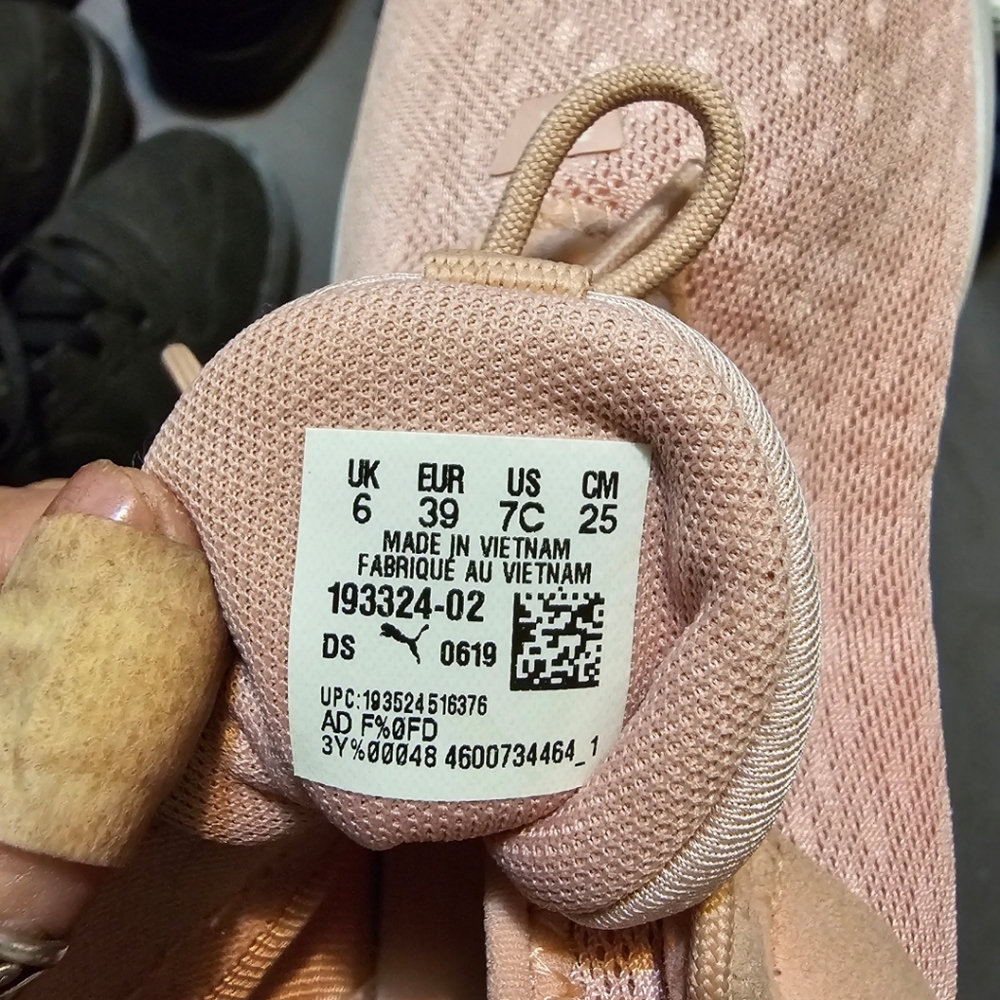 UK EUR US CM
6 39 7C 25
MADE IN VIETNAM
FABRIQUÉ AU VIETNAM
193324-02
DS 0619
UPC:193524516376
AD F%0FD
3Y%00048 4600734464_1